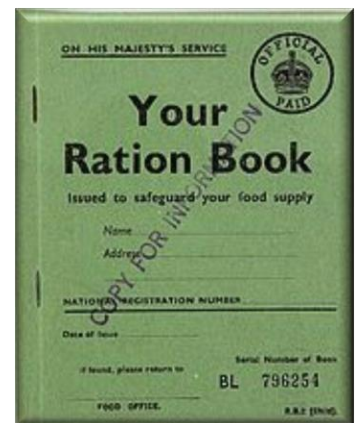 ON HIS MAJESTY'S SERVICE
OFFICIAL
PAID
Your
Ration Book
Issued to safeguard your food supply
Name
Address
COPY FOR INFORMATION
NATIONAL REGISTRATION NUMBER
Date of Issue
Serial Number of Book
If found, please return to
BL 796254
FOOD OFFICE.
R.B.2 [Child].